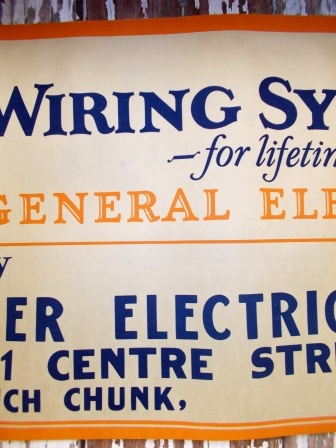 WIRING SY
—for lifetim
GENERAL ELE
y
ER ELECTRIC
1 CENTRE STR
CH CHUNK,